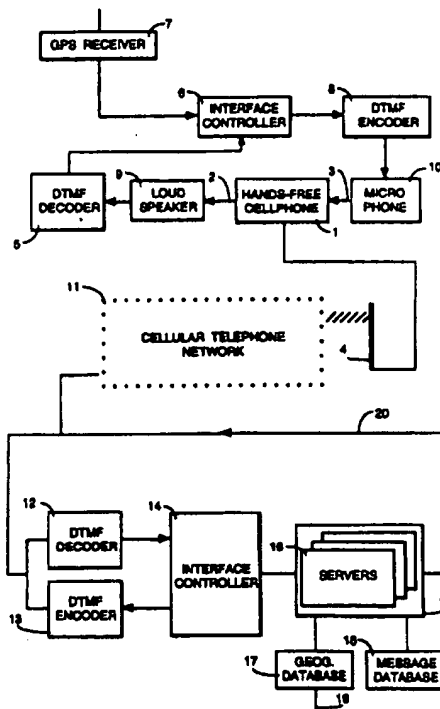 7
GPS RECEIVER
6
8
INTERFACE CONTROLLER
DTMF ENCODER
9
2
3
10
DTMF DECODER
LOUD SPEAKER
HANDS-FREE CELLPHONE
MICRO PHONE
5
1
11
CELLULAR TELEPHONE NETWORK
4
20
12
14
DTMF DECODER
16
INTERFACE CONTROLLER
SERVERS
DTMF ENCODER
13
17
18
GEOG. DATABASE
MESSAGE DATABASE
19